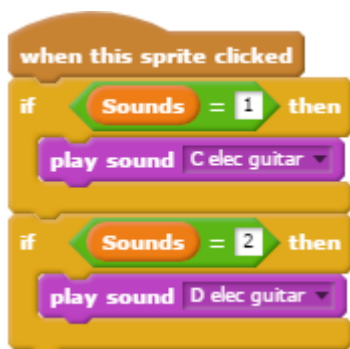 when this sprite clicked
if Sounds = 1 then
play sound C elec guitar
if Sounds = 2 then
play sound D elec guitar